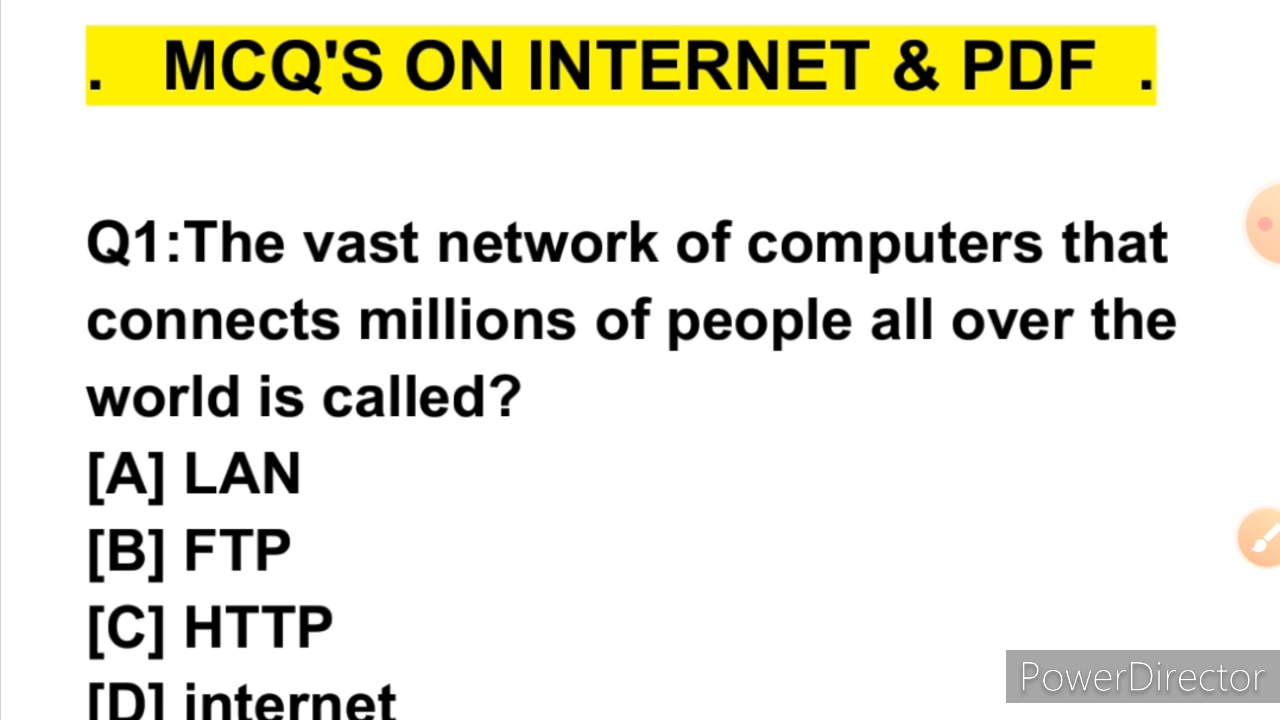 . MCQ'S ON INTERNET & PDF .
Q1:The vast network of computers that
connects millions of people all over the
world is called?
[A] LAN
[B] FTP
[C] HTTP
[D] internet
PowerDirector